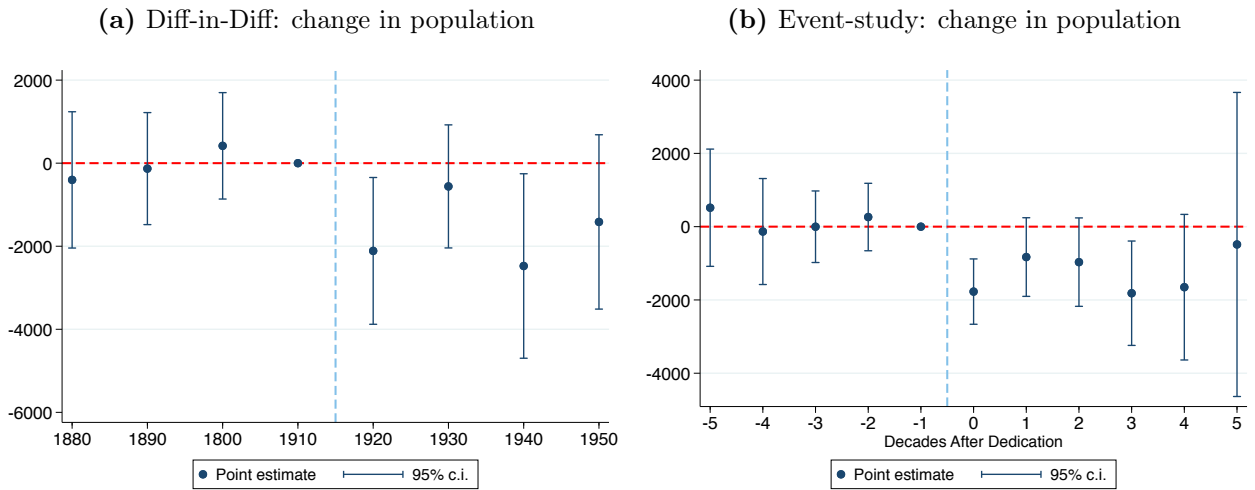 (a) Diff-in-Diff: change in population
2000
0
-2000
-4000
-6000
1880 1890 1800 1910 1920 1930 1940 1950
Point estimate 95% c.i.
(b) Event-study: change in population
4000
2000
0
-2000
-4000
-5 -4 -3 -2 -1 0 1 2 3 4 5
Decades After Dedication
Point estimate 95% c.i.